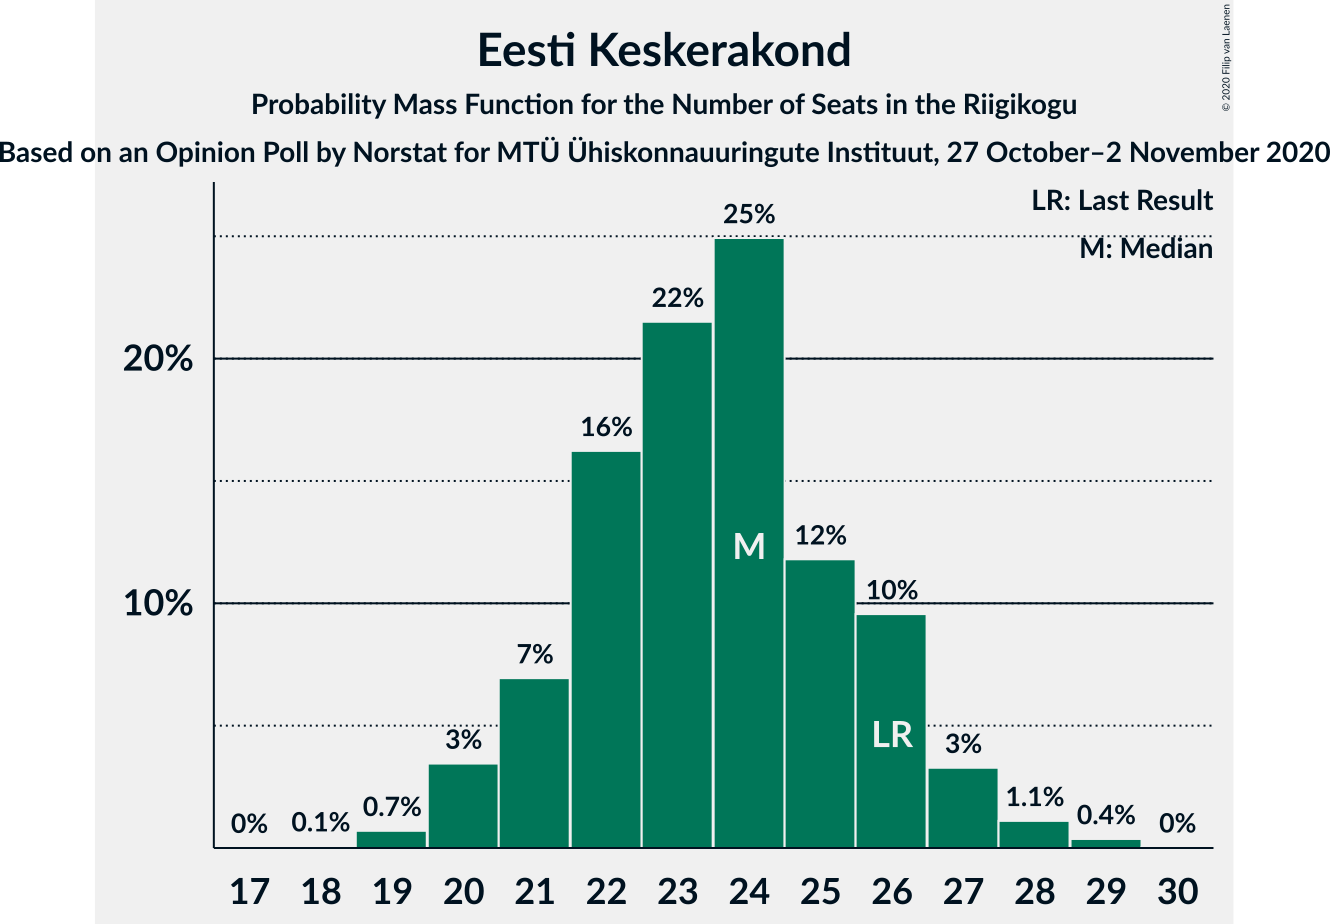 Eesti Keskerakond
Probability Mass Function for the Number of Seats in the Riigikogu
Based on an Opinion Poll by Norstat for MTÜ Ühiskonnauuringute Instituut, 27 October–2 November 2020
© 2020 Filip van Laenen
LR: Last Result
M: Median
20%
10%
0%
0.1%
0.7%
3%
7%
16%
22%
25%
12%
10%
3%
1.1%
0.4%
0%
M
LR
17 18 19 20 21 22 23 24 25 26 27 28 29 30